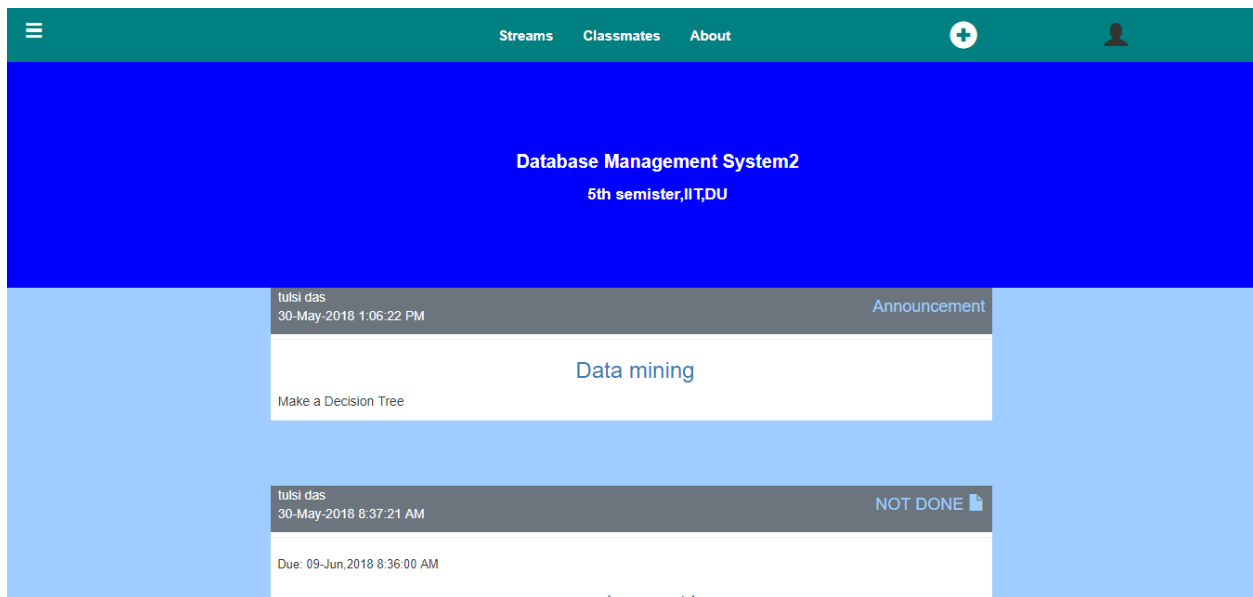 Streams Classmates About
Database Management System2
5th semister,IIT,DU
tulsi das
30-May-2018 1:06:22 PM
Announcement
Data mining
Make a Decision Tree
tulsi das
30-May-2018 8:37:21 AM
NOT DONE
Due: 09-Jun,2018 8:36:00 AM